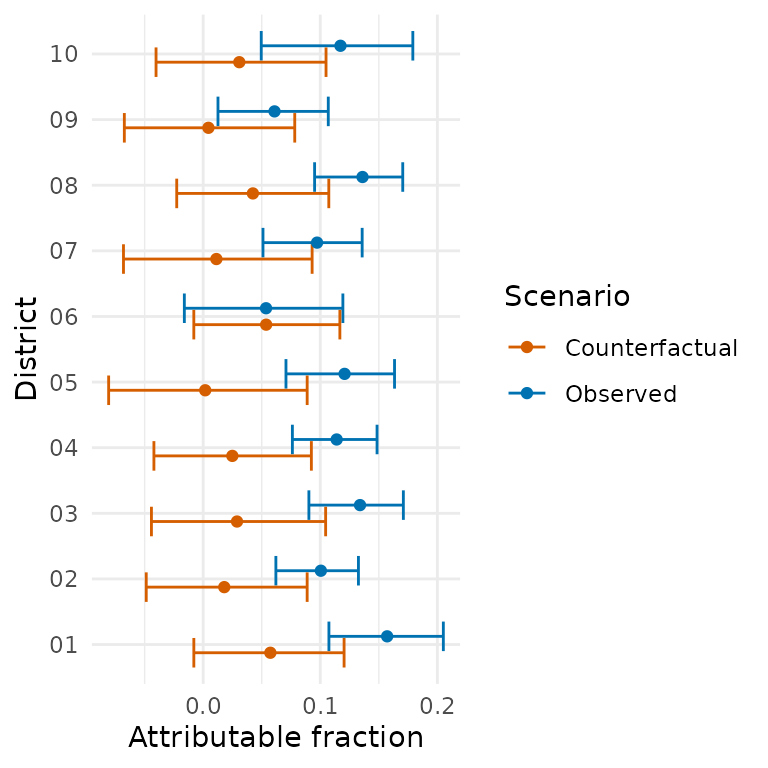 10
09
08
07
06
05
04
03
02
01
District
0.0 0.1 0.2
Attributable fraction
Scenario
Counterfactual
Observed